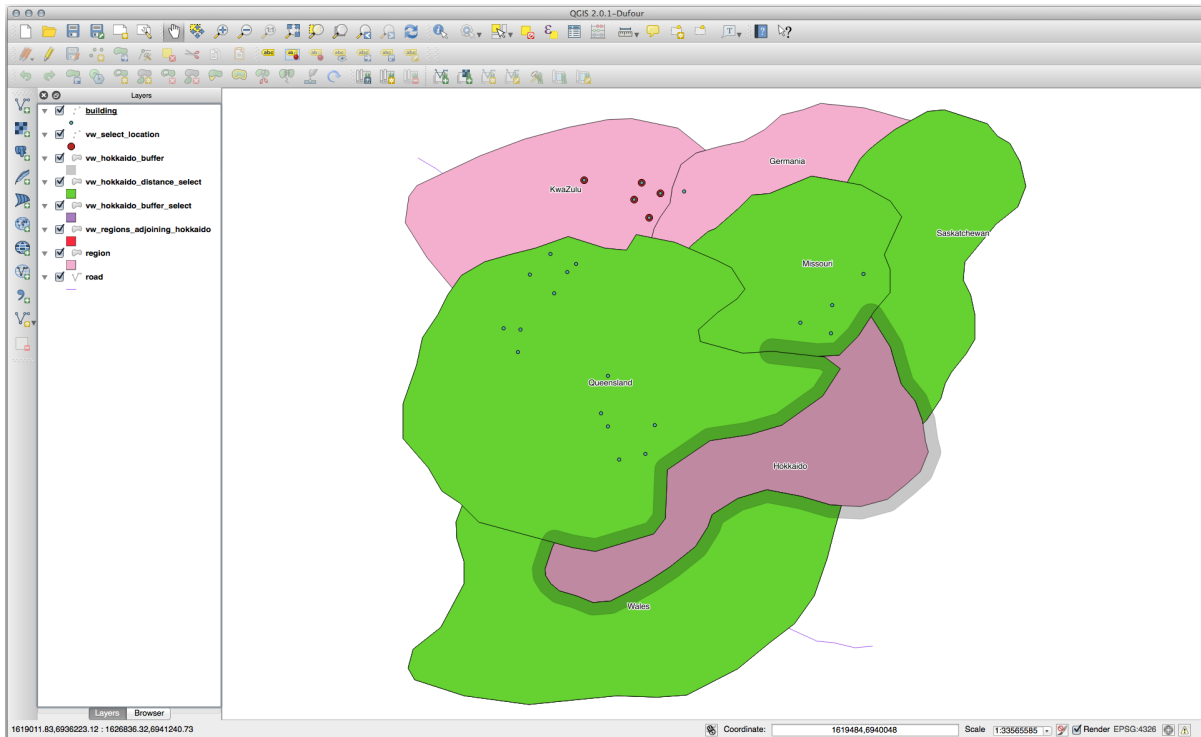 QGIS 2.0.1-Dufour
Layers
building
vw_select_location
vw_hokkaido_buffer
vw_hokkaido_distance_select
vw_hokkaido_buffer_select
vw_regions_adjoining_hokkaido
region
road
KwaZulu
Germania
Saskatchewan
Missouri
Queensland
Hokkaido
Wales
Layers
Browser
1619011.83,6936223.12 : 1626836.32,6941240.73
Coordinate:
1619484,6940048
Scale
1:33565585
Render
EPSG:4326